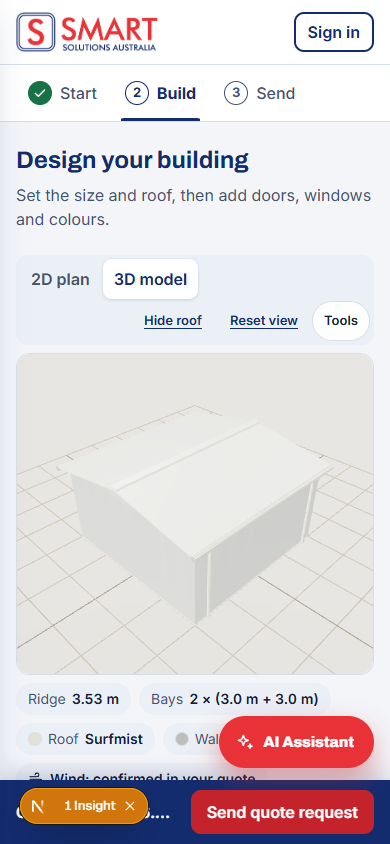 S SMART
SOLUTIONS AUSTRALIA
Sign in
Start
2 Build
3 Send
Design your building
Set the size and roof, then add doors, windows
and colours.
2D plan
3D model
Hide roof
Reset view
Tools
Ridge 3.53 m
Bays 2 × (3.0 m + 3.0 m)
Roof Surfmist
AI Assistant
Wind: confirmed in your quote
N 1 Insight ×
Send quote request